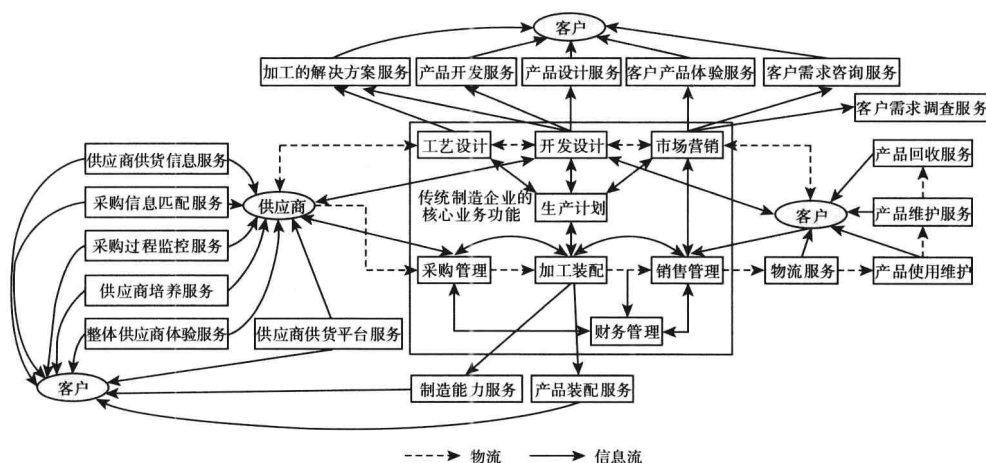 客户
加工的解决方案服务
产品开发服务
产品设计服务
客户产品体验服务
客户需求咨询服务
客户需求调查服务
工艺设计
开发设计
市场营销
供应商供货信息服务
产品回收服务
采购信息匹配服务
供应商
传统制造企业的
核心业务功能
生产计划
客户
产品维护服务
采购过程监控服务
采购管理
加工装配
销售管理
物流服务
产品使用维护
供应商培养服务
整体供应商体验服务
供应商供货平台服务
财务管理
客户
制造能力服务
产品装配服务
物流
信息流